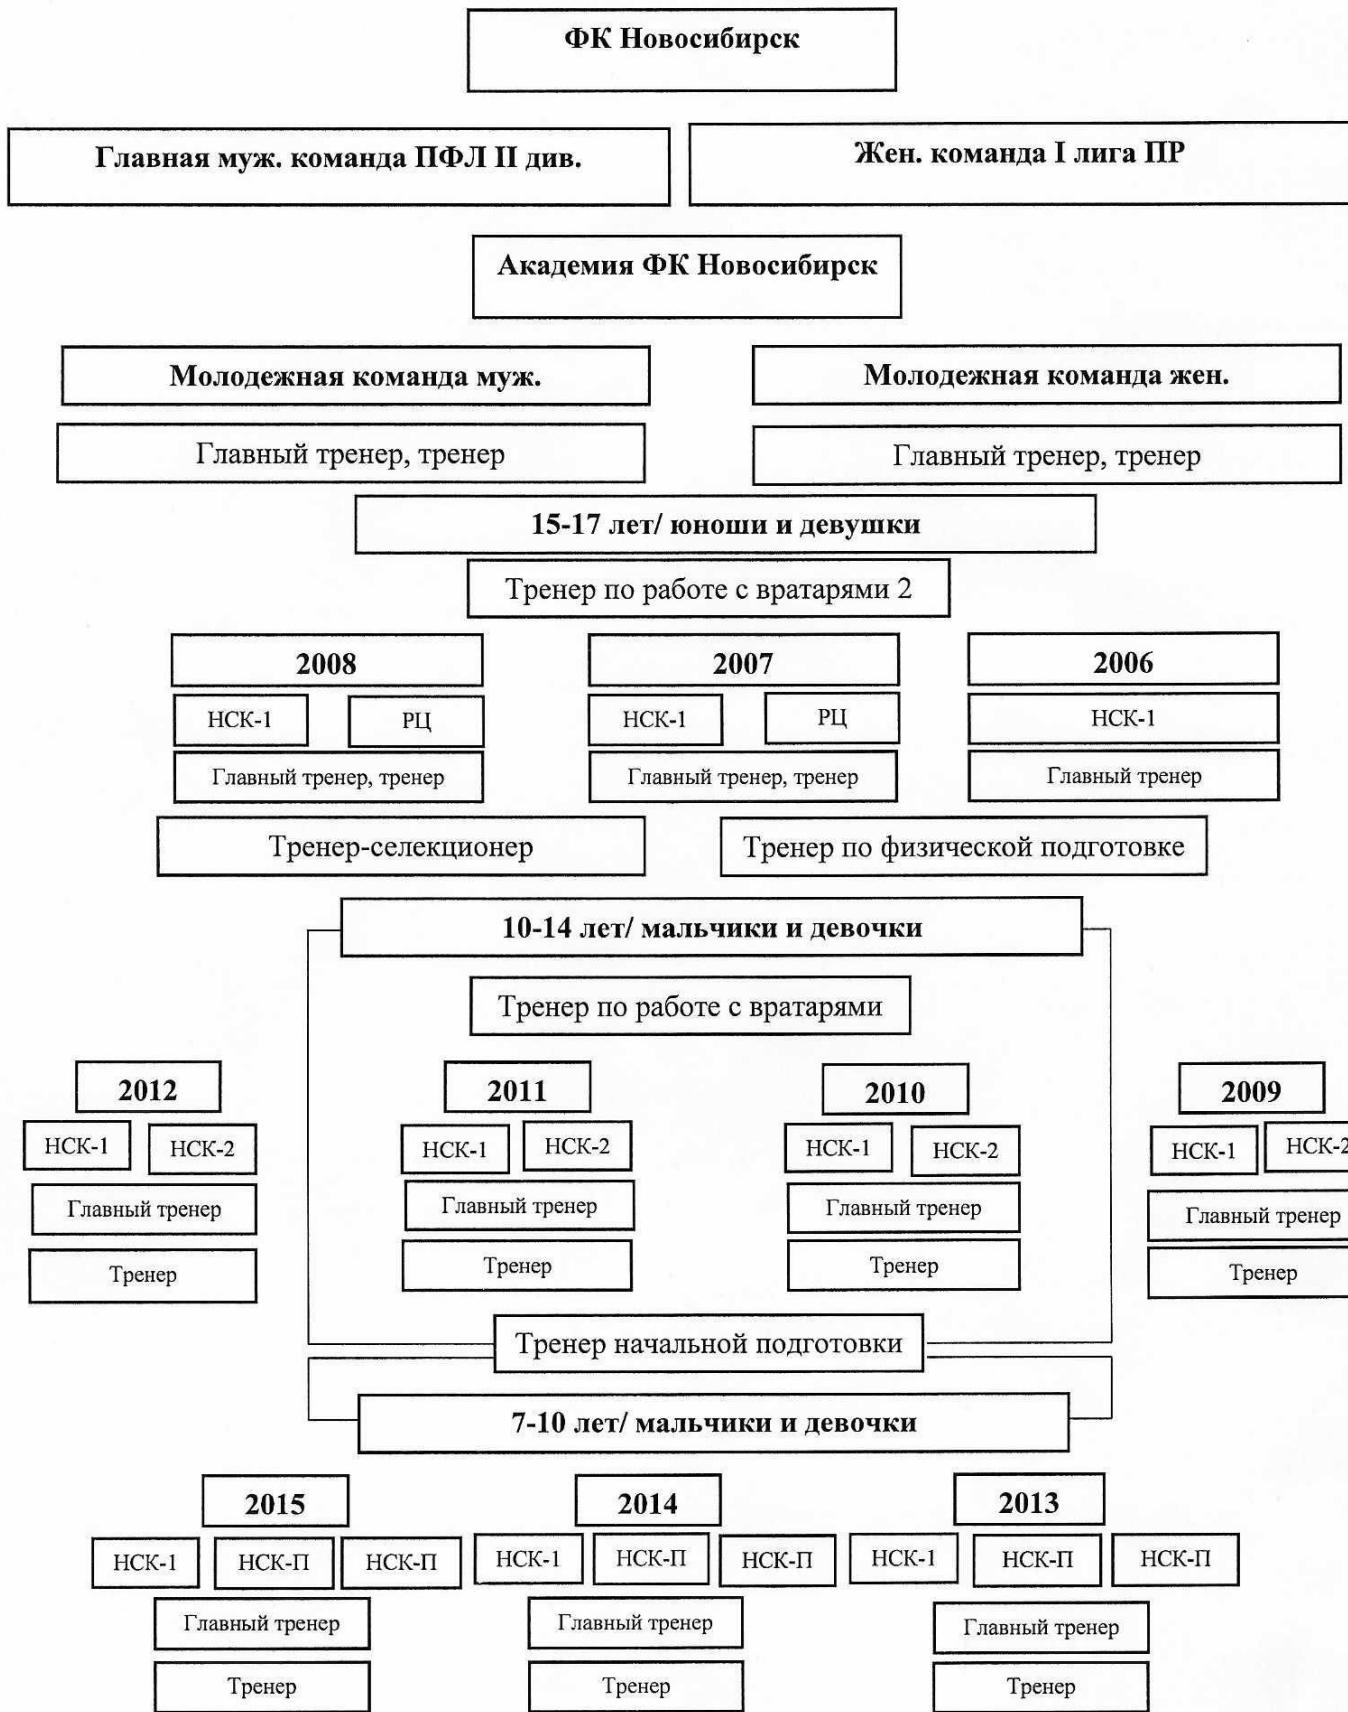 ФК Новосибирск
Главная муж. команда ПФЛ II див.
Жен. команда I лига ПР
Академия ФК Новосибирск
Молодежная команда муж.
Молодежная команда жен.
Главный тренер, тренер
Главный тренер, тренер
15-17 лет/ юноши и девушки
Тренер по работе с вратарями 2
2008
2007
2006
НСК-1
РЦ
НСК-1
РЦ
НСК-1
Главный тренер, тренер
Главный тренер, тренер
Главный тренер
Тренер-селекционер
Тренер по физической подготовке
10-14 лет/ мальчики и девочки
Тренер по работе с вратарями
2012
2011
2010
2009
НСК-1
НСК-2
НСК-1
НСК-2
НСК-1
НСК-2
НСК-1
НСК-2
Главный тренер
Главный тренер
Главный тренер
Главный тренер
Тренер
Тренер
Тренер
Тренер
Тренер начальной подготовки
7-10 лет/ мальчики и девочки
2015
2014
2013
НСК-1
НСК-П
НСК-П
НСК-1
НСК-П
НСК-П
НСК-1
НСК-П
НСК-П
Главный тренер
Главный тренер
Главный тренер
Тренер
Тренер
Тренер